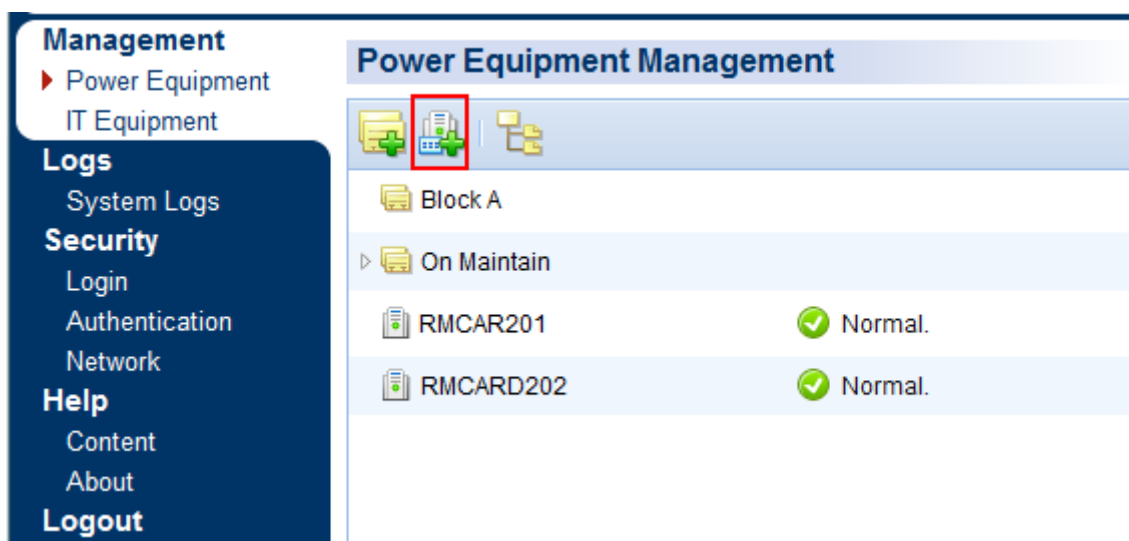 Management
Power Equipment
IT Equipment
Logs
System Logs
Security
Login
Authentication
Network
Help
Content
About
Logout
Power Equipment Management
Block A
On Maintain
RMCAR201 Normal.
RMCARD202 Normal.